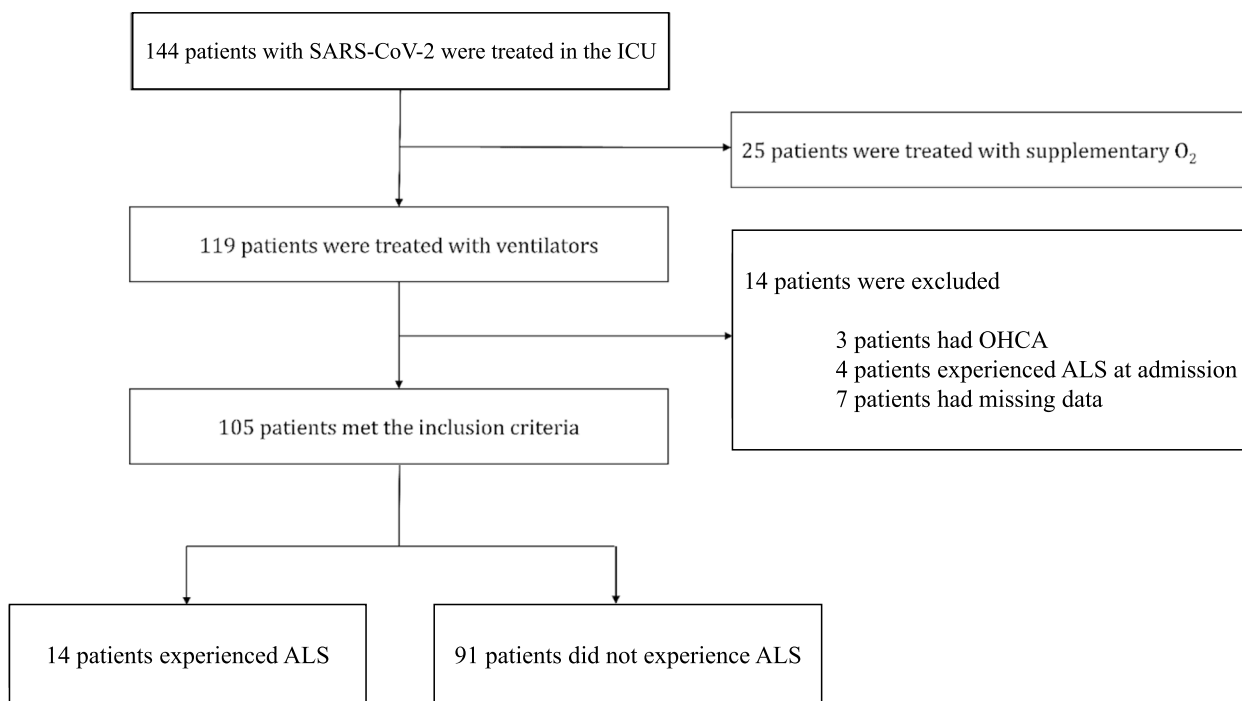 144 patients with SARS-CoV-2 were treated in the ICU
25 patients were treated with supplementary O₂
119 patients were treated with ventilators
14 patients were excluded
3 patients had OHCA
4 patients experienced ALS at admission
7 patients had missing data
105 patients met the inclusion criteria
14 patients experienced ALS
91 patients did not experience ALS